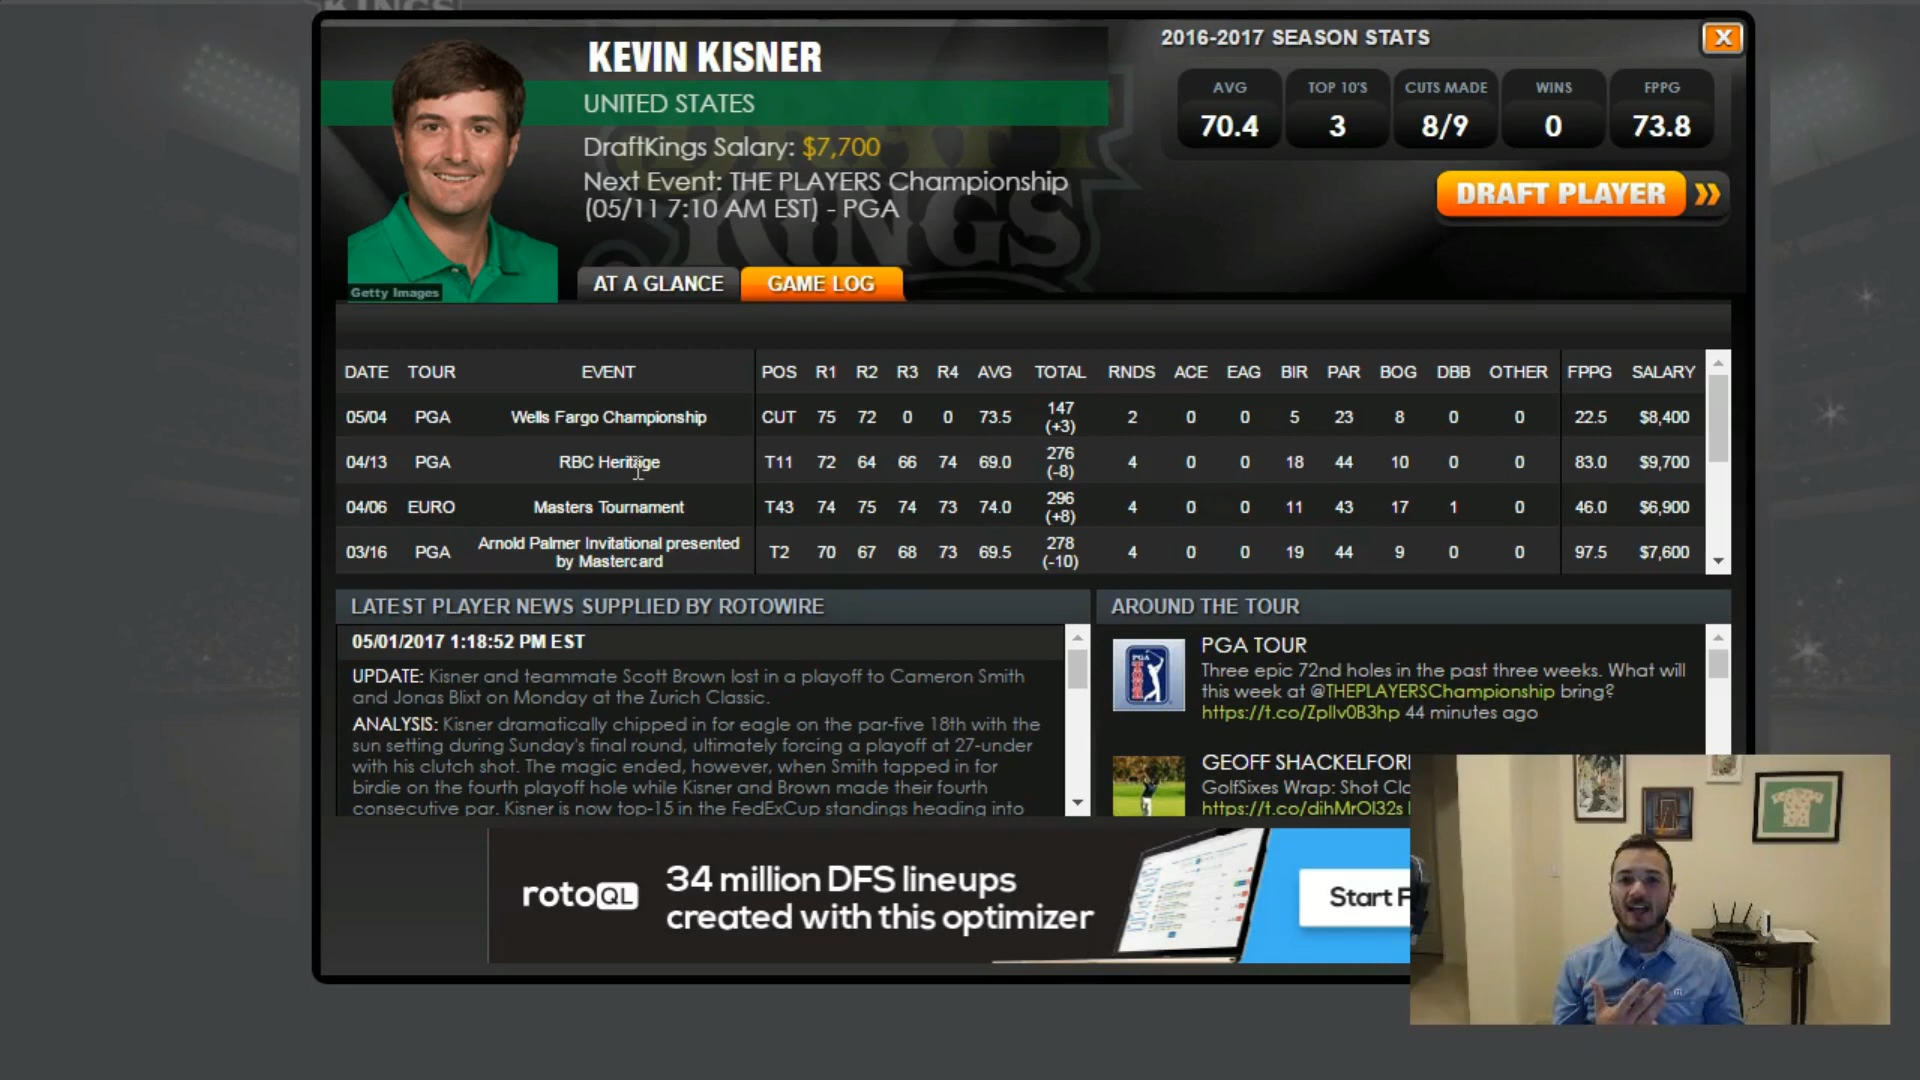 KINGS
KEVIN KISNER
UNITED STATES
DraftKings Salary: $7,700
Next Event: THE PLAYERS Championship
(05/11 7:10 AM EST) - PGA
Getty Images
2016-2017 SEASON STATS
X
AVG TOP 10'S CUTS MADE WINS FPPG
70.4 3 8/9 0 73.8
DRAFT PLAYER
KINGS
AT A GLANCE GAME LOG
DATE TOUR EVENT POS R1 R2 R3 R4 AVG TOTAL RNDS ACE EAG BIR PAR BOG DBB OTHER FPPG SALARY
05/04 PGA Wells Fargo Championship CUT 75 72 0 0 73.5 147 (+3) 2 0 0 5 23 8 0 0 22.5 $8,400
04/13 PGA RBC Heritage T11 72 64 66 74 69.0 276 (-8) 4 0 0 18 44 10 0 0 83.0 $9,700
04/06 EURO Masters Tournament T43 74 75 74 73 74.0 296 (+8) 4 0 0 11 43 17 1 0 46.0 $6,900
03/16 PGA Arnold Palmer Invitational presented by Mastercard T2 70 67 68 73 69.5 278 (-10) 4 0 0 19 44 9 0 0 97.5 $7,600
LATEST PLAYER NEWS SUPPLIED BY ROTOWIRE
05/01/2017 1:18:52 PM EST
UPDATE: Kisner and teammate Scott Brown lost in a playoff to Cameron Smith
and Jonas Blixt on Monday at the Zurich Classic.
ANALYSIS: Kisner dramatically chipped in for eagle on the par-five 18th with the
sun setting during Sunday's final round, ultimately forcing a playoff at 27-under
with his clutch shot. The magic ended, however, when Smith tapped in for
birdie on the fourth playoff hole while Kisner and Brown made their fourth
consecutive par. Kisner is now top-15 in the FedExCup standings heading into
AROUND THE TOUR
PGA TOUR
Three epic 72nd holes in the past three weeks. What will
this week at @THEPLAYERSChampionship bring?
https://t.co/ZpIlv0B3hp 44 minutes ago
GEOFF SHACKELFOR
GolfSixes Wrap: Shot Clo
https://t.co/dihMrOI32s
rotoQL
34 million DFS lineups
created with this optimizer
Start F